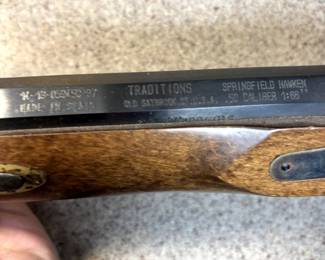 MADE IN SPAIN
TRADITIONS
OLD SAYBROOK CT U.S.A.
SPRINGFIELD HAWKEN
.50 CALIBER 1:66"